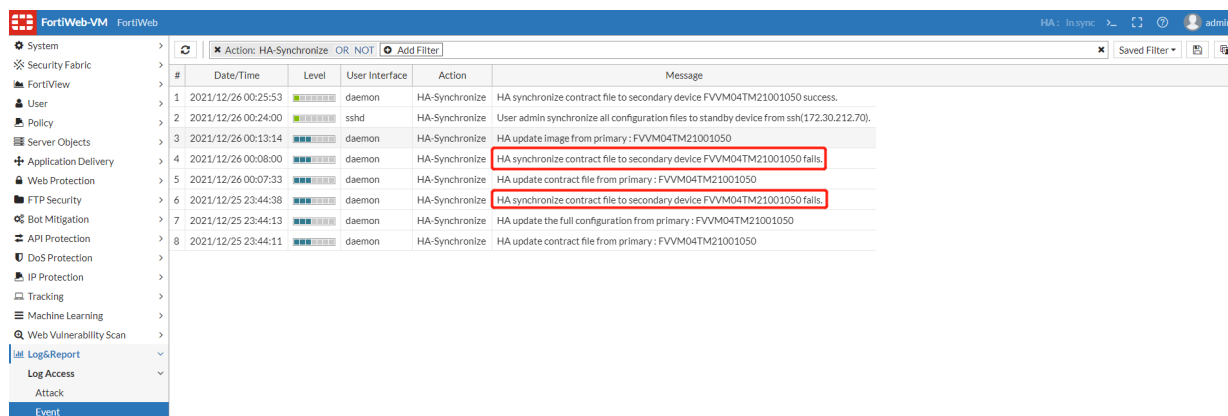 FortiWeb-VM FortiWeb
HA : In sync >_ admin
System
Security Fabric
FortiView
User
Policy
Server Objects
Application Delivery
Web Protection
FTP Security
Bot Mitigation
API Protection
DoS Protection
IP Protection
Tracking
Machine Learning
Web Vulnerability Scan
Log&Report
Log Access
Attack
Event
Action: HA-Synchronize OR NOT Add Filter
Saved Filter
# Date/Time Level User Interface Action Message
1 2021/12/26 00:25:53 daemon HA-Synchronize HA synchronize contract file to secondary device FVVM04TM21001050 success.
2 2021/12/26 00:24:00 sshd HA-Synchronize User admin synchronize all configuration files to standby device from ssh(172.30.212.70).
3 2021/12/26 00:13:14 daemon HA-Synchronize HA update image from primary : FVVM04TM21001050
4 2021/12/26 00:08:00 daemon HA-Synchronize HA synchronize contract file to secondary device FVVM04TM21001050 fails.
5 2021/12/26 00:07:33 daemon HA-Synchronize HA update contract file from primary : FVVM04TM21001050
6 2021/12/25 23:44:38 daemon HA-Synchronize HA synchronize contract file to secondary device FVVM04TM21001050 fails.
7 2021/12/25 23:44:13 daemon HA-Synchronize HA update the full configuration from primary : FVVM04TM21001050
8 2021/12/25 23:44:11 daemon HA-Synchronize HA update contract file from primary : FVVM04TM21001050